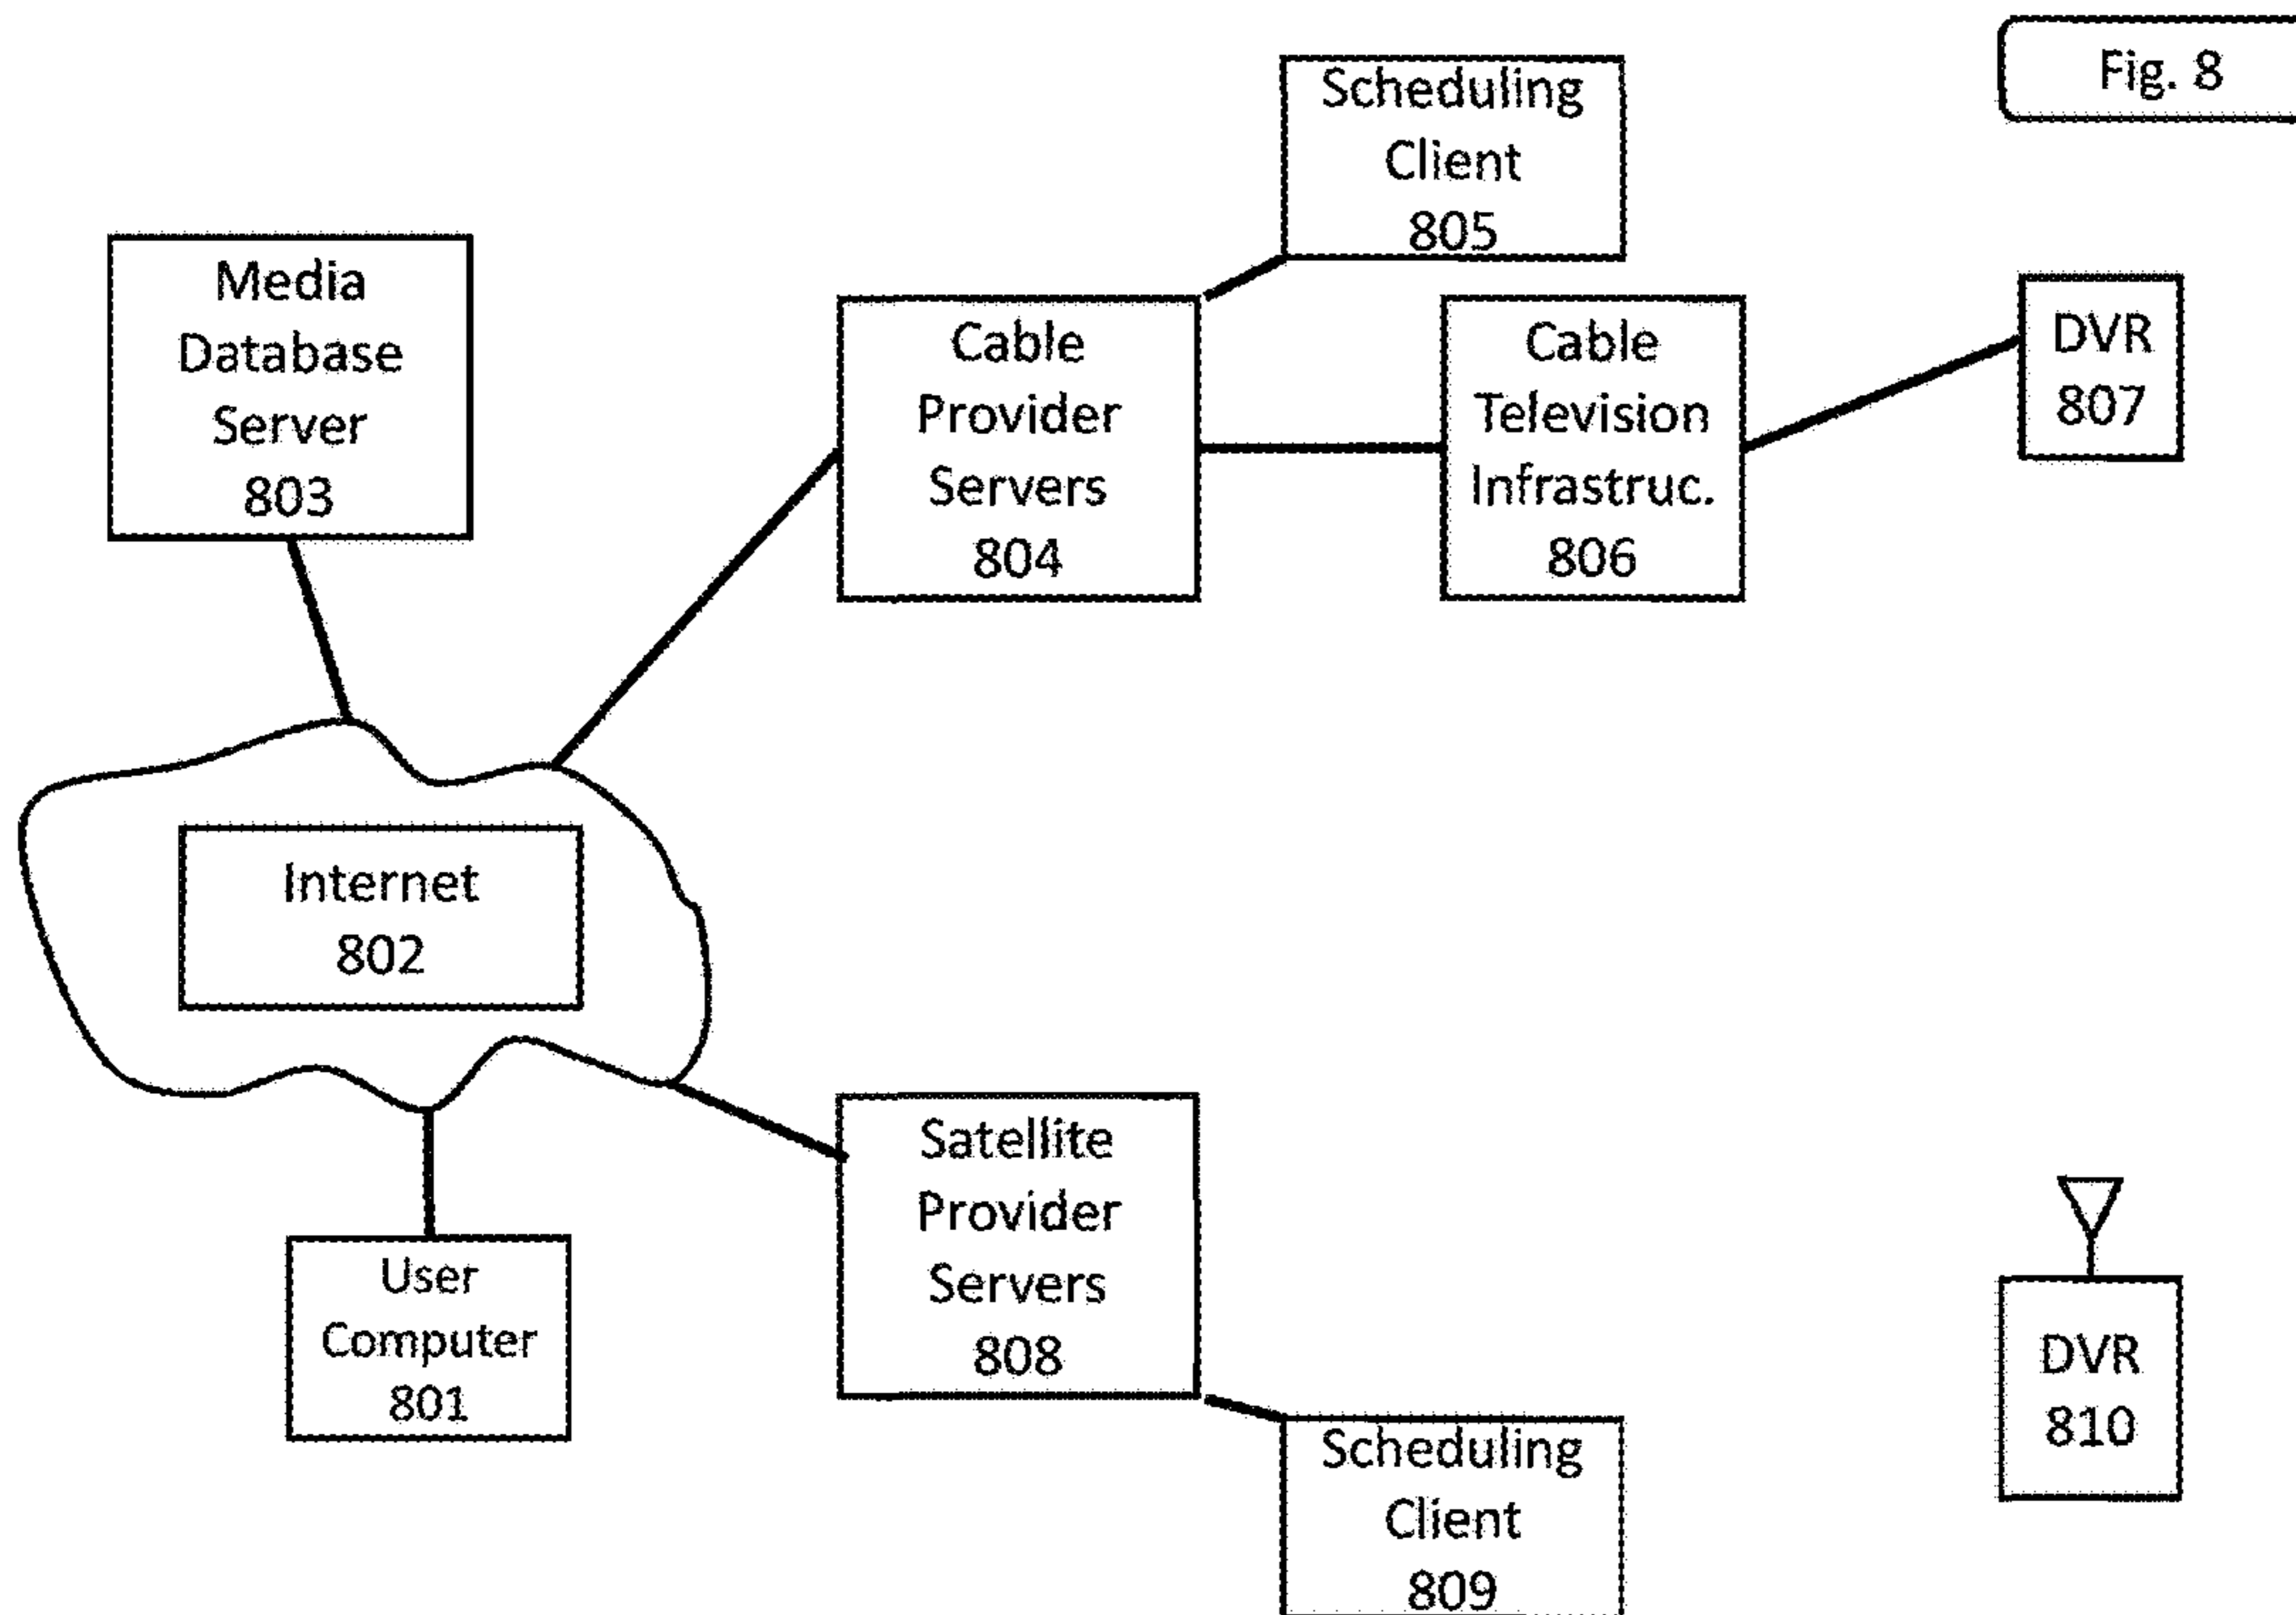 Fig. 8
Scheduling
Client
805
Media
Database
Server
803
Cable
Provider
Servers
804
Cable
Television
Infrastruc.
806
DVR
807
Internet
802
User
Computer
801
Satellite
Provider
Servers
808
Scheduling
Client
809
DVR
810